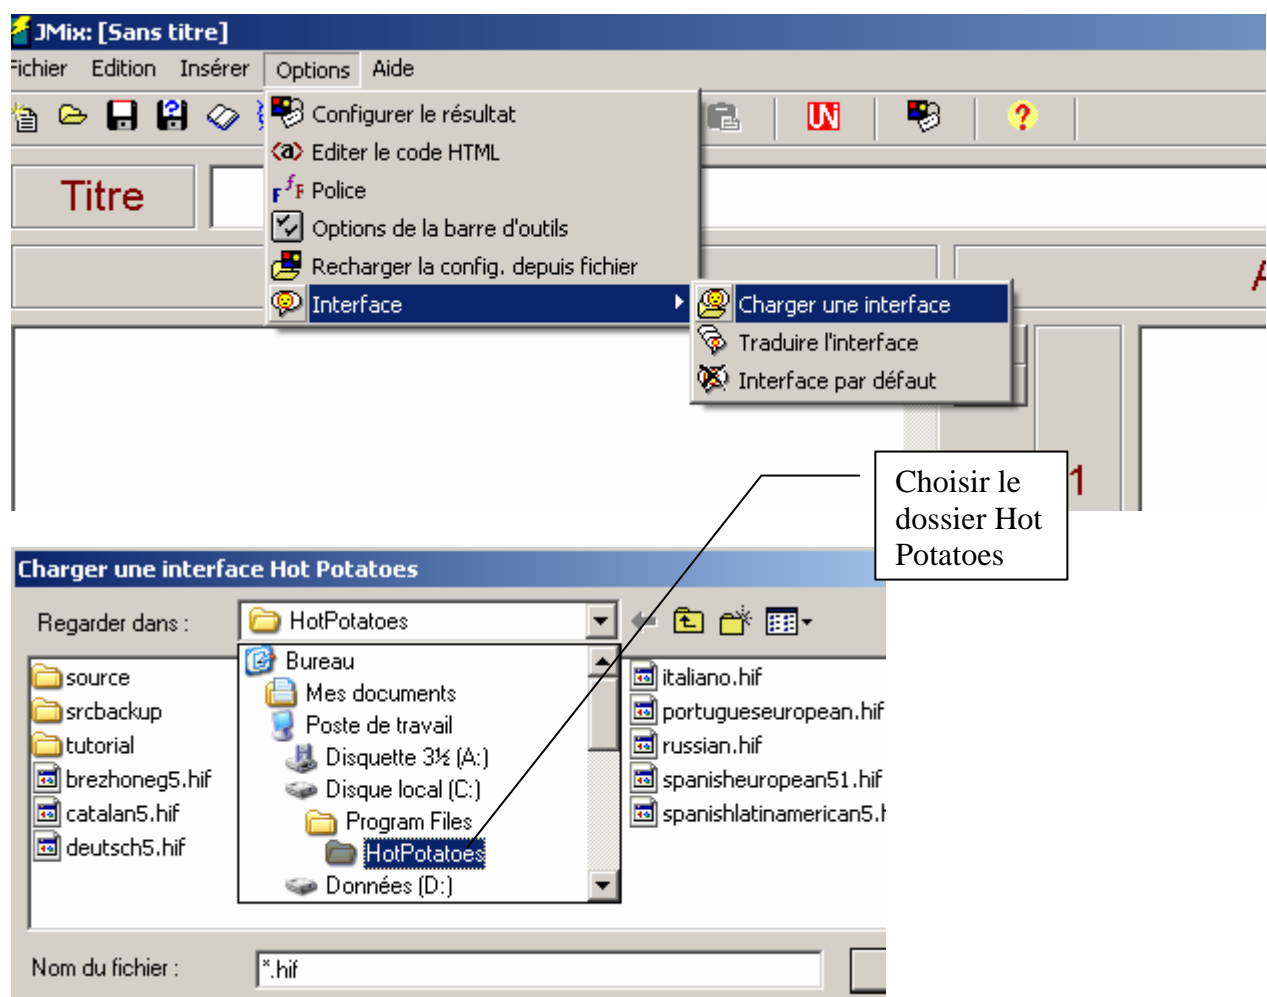 JMix: [Sans titre]
Fichier Edition Insérer Options Aide
Configurer le résultat
UN
?
<a> Editer le code HTML
Titre
F f F Police
Options de la barre d'outils
Recharger la config. depuis fichier
A
Interface
Charger une interface
Traduire l'interface
Interface par défaut
1
Choisir le
dossier Hot
Potatoes
Charger une interface Hot Potatoes
Regarder dans :
HotPotatoes
Bureau
Mes documents
Poste de travail
Disquette 3½ (A:)
Disque local (C:)
Program Files
HotPotatoes
Données (D:)
source
srcbackup
tutorial
brezhoneg5.hif
catalan5.hif
deutsch5.hif
italiano.hif
portugueseuropean.hif
russian.hif
spanisheuropean51.hif
spanishlatinamerican5.h
Nom du fichier :
*.hif